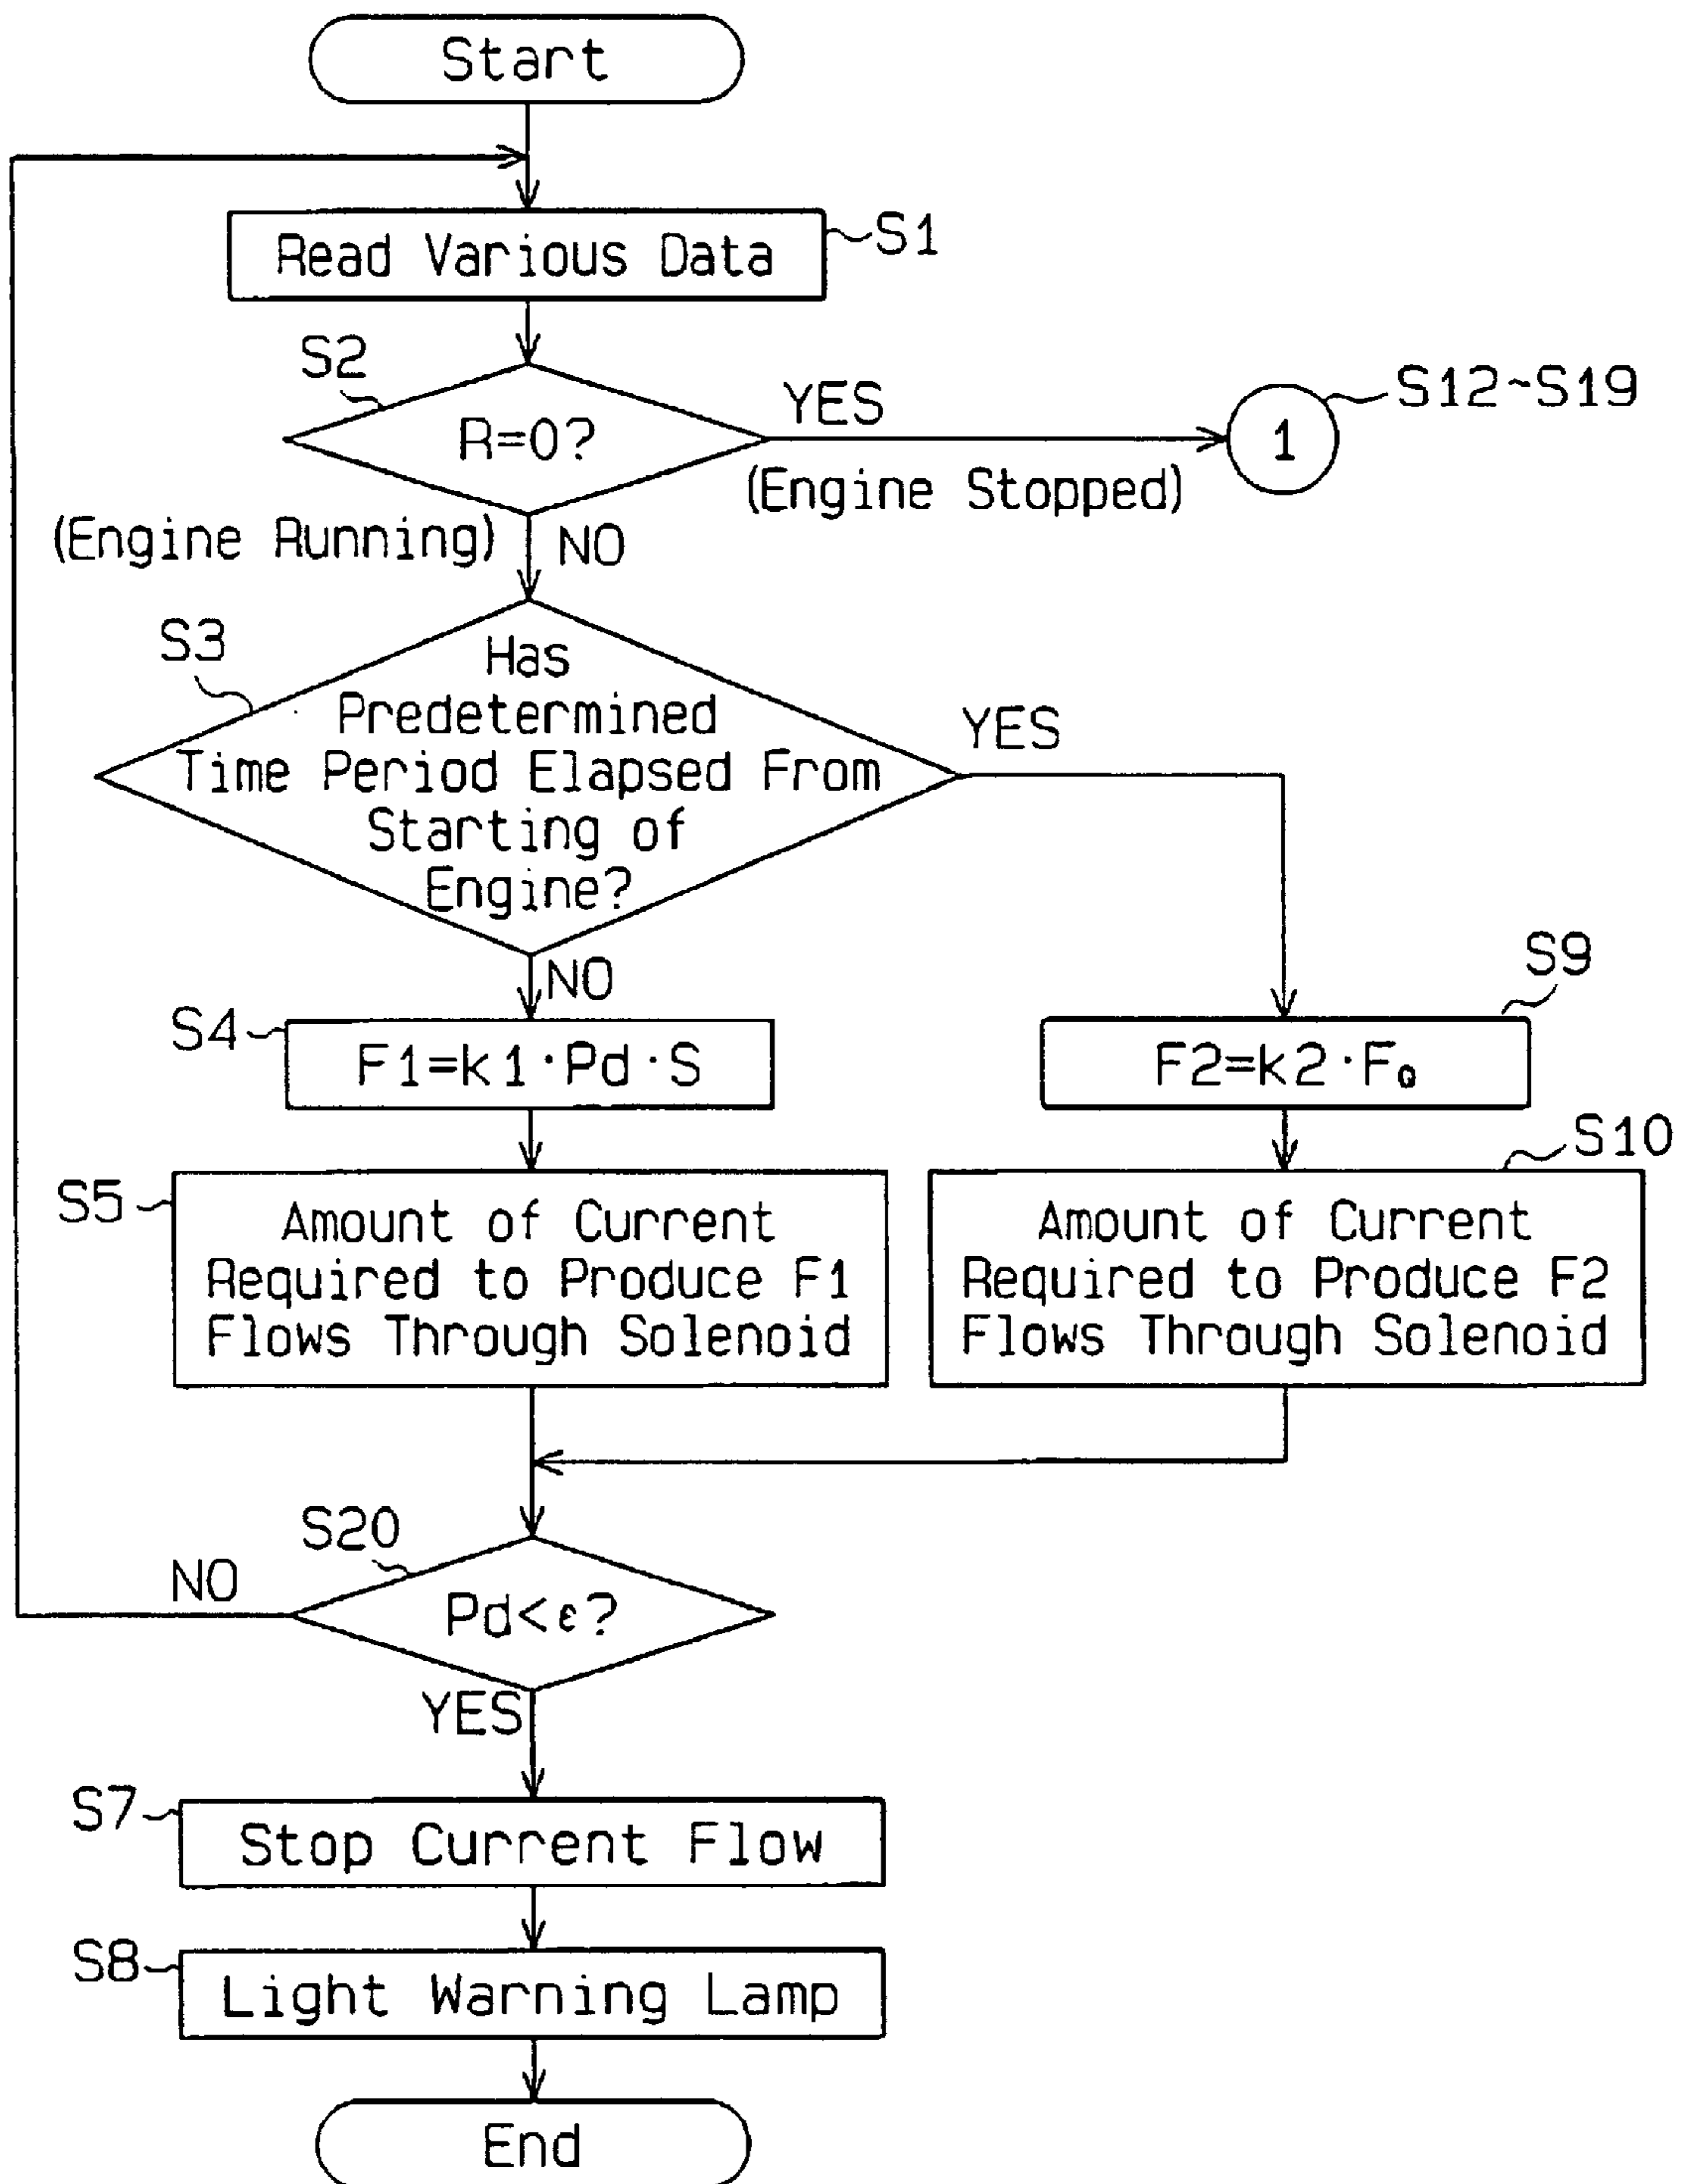 Start
Read Various Data
S1
S2
R=0?
YES
(Engine Stopped)
1
S12~S19
(Engine Running)
NO
S3
Has
Predetermined
Time Period Elapsed From
Starting of
Engine?
YES
NO
S4
F1=k1·Pd·S
S9
F2=k2·FQ
S5
Amount of Current
Required to Produce F1
Flows Through Solenoid
S10
Amount of Current
Required to Produce F2
Flows Through Solenoid
S20
Pd<ε?
NO
YES
S7
Stop Current Flow
S8
Light Warning Lamp
End